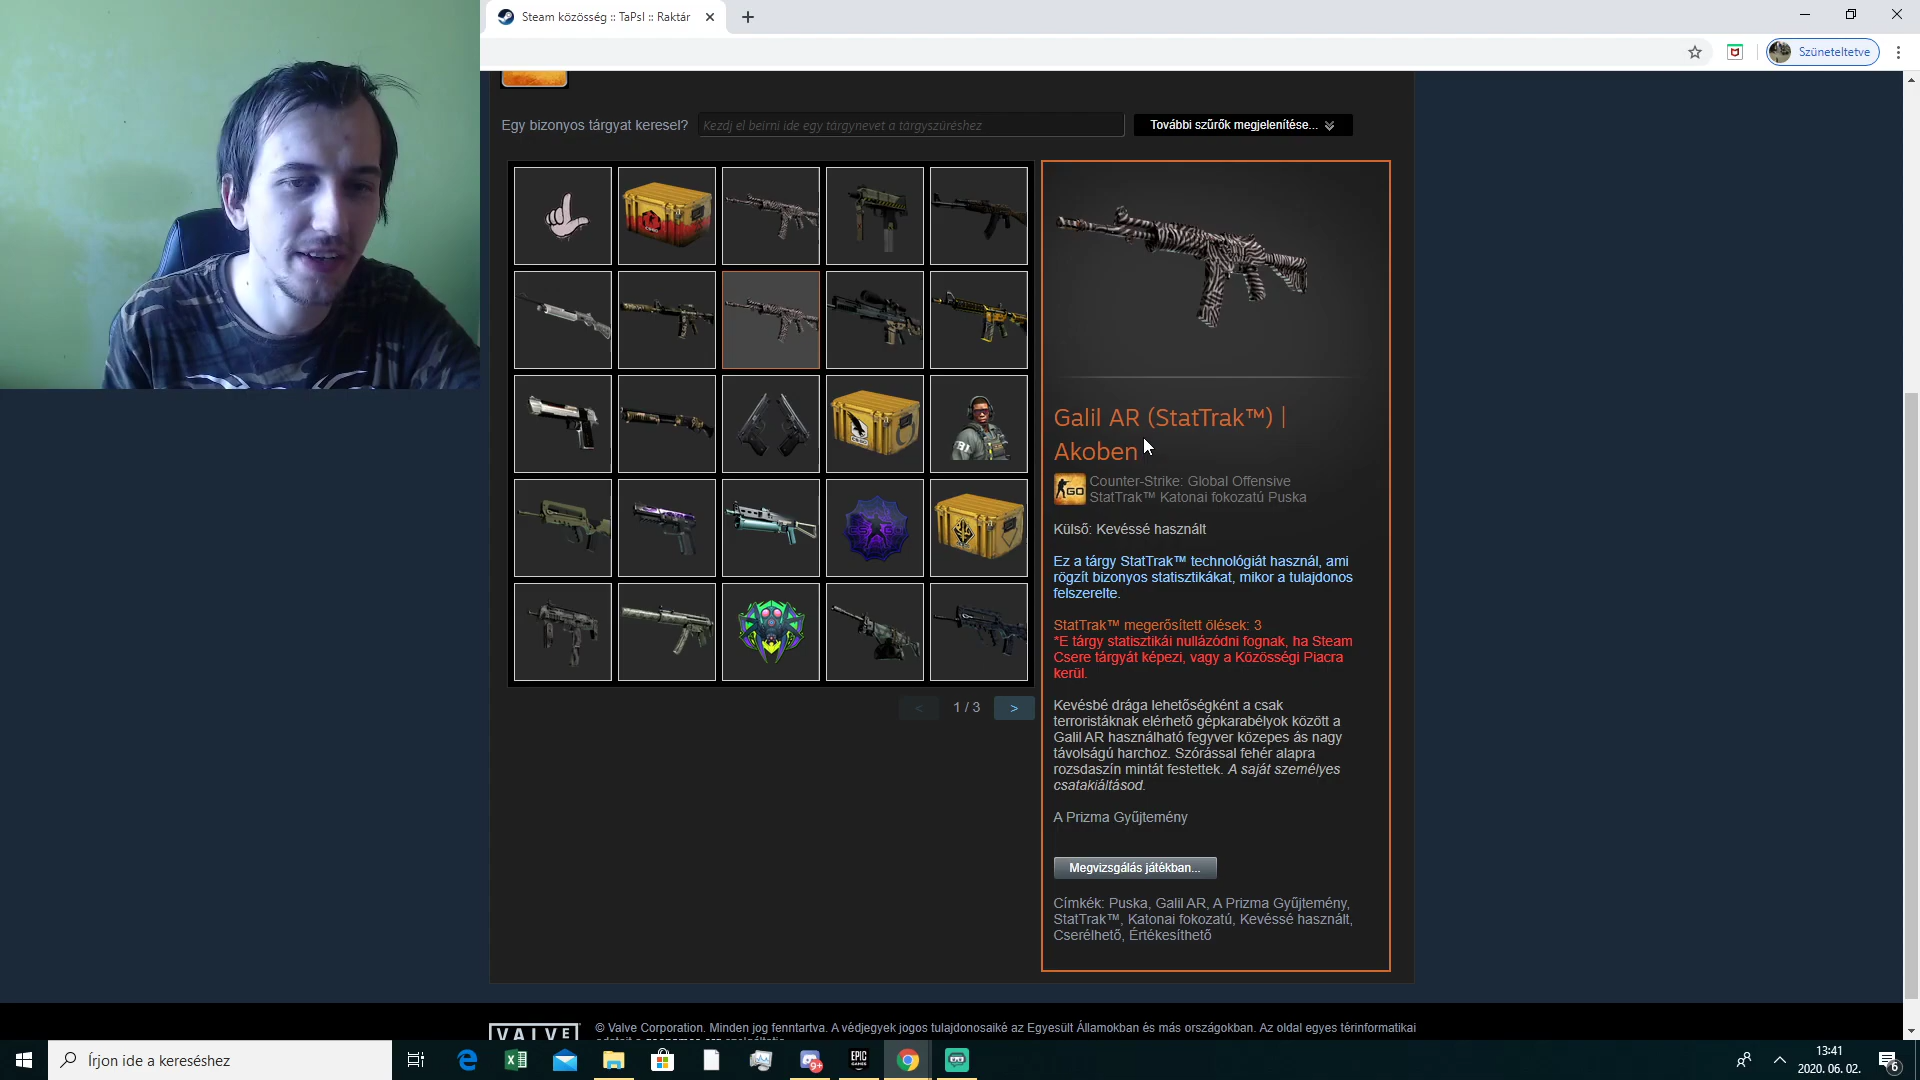 Steam közösség :: TaPsI :: Raktár
Szüneteltetve
Egy bizonyos tárgyat keresel?
Kezdj el beírni ide egy tárgynevet a tárgyszűréshez
További szűrők megjelenítése...
Galil AR (StatTrak™) |
Akoben
Counter-Strike: Global Offensive
StatTrak™ Katonai fokozatú Puska
Külső: Kevéssé használt
Ez a tárgy StatTrak™ technológiát használ, ami
rögzít bizonyos statisztikákat, mikor a tulajdonos
felszerelte.
StatTrak™ megerősített ölések: 3
*E tárgy statisztikái nullázódni fognak, ha Steam
Csere tárgyát képezi, vagy a Közösségi Piacra
kerül.
Kevésbé drága lehetőségként a csak
terroristáknak elérhető gépkarabélyok között a
Galil AR használható fegyver közepes ás nagy
távolságú harchoz. Szórással fehér alapra
rozsdaszín mintát festettek. A saját személyes
csatakiáltásod.
A Prizma Gyűjtemény
Megvizsgálás játékban...
Címkék: Puska, Galil AR, A Prizma Gyűjtemény,
StatTrak™, Katonai fokozatú, Kevéssé használt,
Cserélhető, Értékesíthető
< 1 / 3 >
VALVE
© Valve Corporation. Minden jog fenntartva. A védjegyek jogos tulajdonosaiké az Egyesült Államokban és más országokban. Az oldal egyes térinformatikai
Írjon ide a kereséshez
EPIC
GAMES
9+
13:41
2020. 06. 02.
6